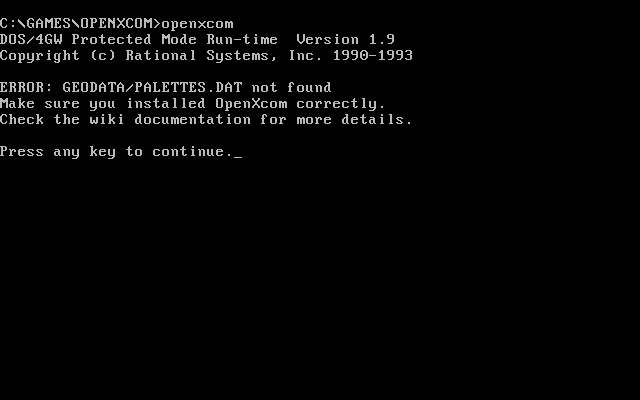 C:\GAMES\OPENXCOM>openxcom
DOS/4GW Protected Mode Run-time  Version 1.9
Copyright (c) Rational Systems, Inc. 1990-1993
ERROR: GEODATA/PALETTES.DAT not found
Make sure you installed OpenXcom correctly.
Check the wiki documentation for more details.
Press any key to continue._